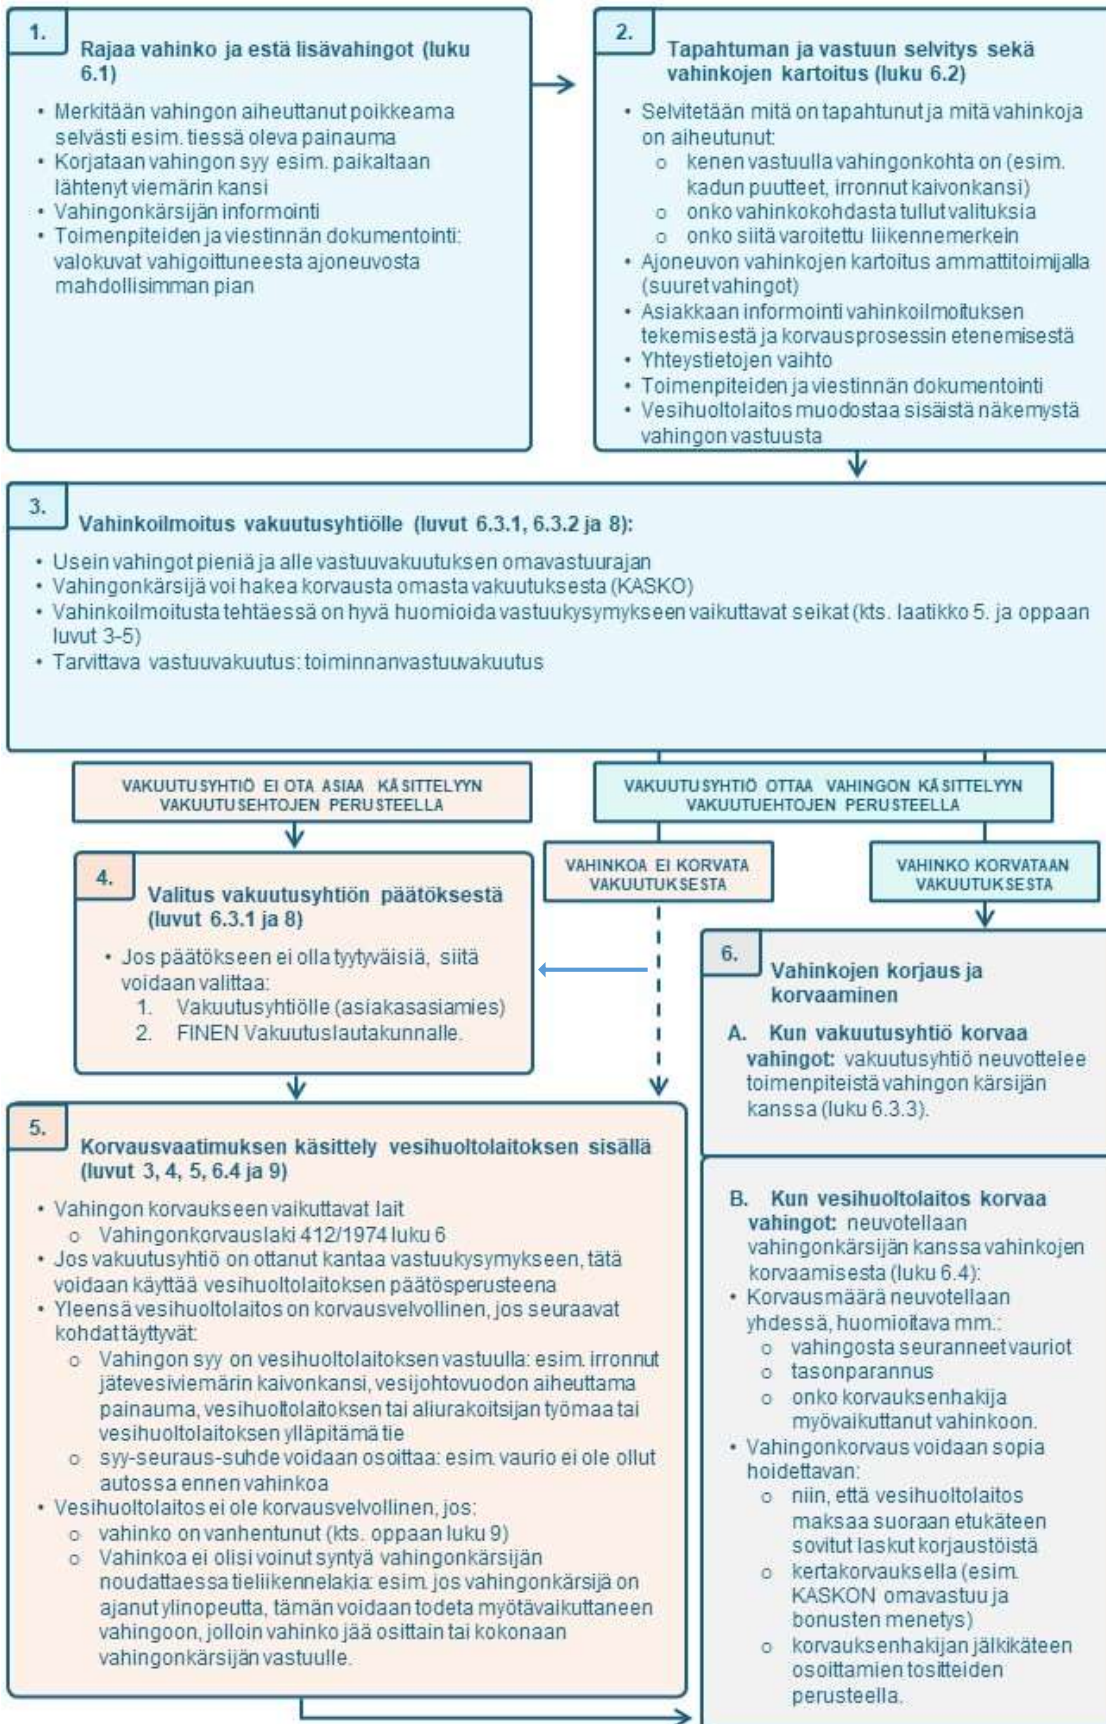 1.
Rajaa vahinko ja estä lisävahingot (luku
6.1)
• Merkitään vahingon aiheuttanut poikkeama
selvästi esim. tiessä oleva painauma
• Korjataan vahingon syy esim. paikaltaan
lähtenyt viemärin kansi
• Vahingonkärsijän informointi
• Toimenpiteiden ja viestinnän dokumentointi:
valokuvat vahigoittuneesta ajoneuvosta
mahdollisimman pian
2.
Tapahtuman ja vastuun selvitys sekä
vahinkojen kartoitus (luku 6.2)
• Selvitetään mitä on tapahtunut ja mitä vahinkoja
on aiheutunut:
o kenen vastuulla vahingonkohta on (esim.
kadun puutteet, irronnut kaivonkansi)
o onko vahinkokohdasta tullut valituksia
o onko siitä varoitettu liikennemerkein
• Ajoneuvon vahinkojen kartoitus ammattitoimijalla
(suuret vahingot)
• Asiakkaan informointi vahinkoilmoituksen
tekemisestä ja korvausprosessin etenemisestä
• Yhteystietojen vaihto
• Toimenpiteiden ja viestinnän dokumentointi
• Vesihuoltolaitos muodostaa sisäistä näkemystä
vahingon vastuusta
3.
Vahinkoilmoitus vakuutusyhtiölle (luvut 6.3.1, 6.3.2 ja 8):
• Usein vahingot pieniä ja alle vastuuvakuutuksen omavastuurajan
• Vahingonkärsijä voi hakea korvausta omasta vakuutuksesta (KASKO)
• Vahinkoilmoitusta tehtäessä on hyvä huomioida vastuukysymykseen vaikuttavat seikat (kts. laatikko 5. ja oppaan
luvut 3-5)
• Tarvittava vastuuvakuutus: toiminnanvastuuvakuutus
VAKUUTUSYHTIÖ EI OTA ASIAA KÄSITTELYYN
VAKUUTUSEHTOJEN PERUSTEELLA
VAKUUTUSYHTIÖ OTTAA VAHINGON KÄSITTELYYN
VAKUUTUEHTOJEN PERUSTEELLA
VAHINKOA EI KORVATA
VAKUUTUKSESTA
VAHINKO KORVATAAN
VAKUUTUKSESTA
4.
Valitus vakuutusyhtiön päätöksestä
(luvut 6.3.1 ja 8)
• Jos päätökseen ei olla tyytyväisiä, siitä
voidaan valittaa:
1. Vakuutusyhtiölle (asiakasasiamies)
2. FINEN Vakuutuslautakunnalle.
5.
Korvausvaatimuksen käsittely vesihuoltolaitoksen sisällä
(luvut 3, 4, 5, 6.4 ja 9)
• Vahingon korvaukseen vaikuttavat lait
o Vahingonkorvauslaki 412/1974 luku 6
• Jos vakuutusyhtiö on ottanut kantaa vastuukysymykseen, tätä
voidaan käyttää vesihuoltolaitoksen päätösperusteena
• Yleensä vesihuoltolaitos on korvausvelvollinen, jos seuraavat
kohdat täyttyvät:
o Vahingon syy on vesihuoltolaitoksen vastuulla: esim. irronnut
jätevesiviemärin kaivonkansi, vesijohtovuodon aiheuttama
painauma, vesihuoltolaitoksen tai aliurakoitsijan työmaa tai
vesihuoltolaitoksen ylläpitämä tie
o syy-seuraus-suhde voidaan osoittaa: esim. vaurio ei ole ollut
autossa ennen vahinkoa
• Vesihuoltolaitos ei ole korvausvelvollinen, jos:
o vahinko on vanhentunut (kts. oppaan luku 9)
o Vahinkoa ei olisi voinut syntyä vahingonkärsijän
noudattaessa tieliikennelakia: esim. jos vahingonkärsijä on
ajanut ylinopeutta, tämän voidaan todeta myötävaikuttaneen
vahingoon, jolloin vahinko jää osittain tai kokonaan
vahingonkärsijän vastuulle.
6.
Vahinkojen korjaus ja
korvaaminen
A. Kun vakuutusyhtiö korvaa
vahingot: vakuutusyhtiö neuvottelee
toimenpiteistä vahingon kärsijän
kanssa (luku 6.3.3).
B. Kun vesihuoltolaitos korvaa
vahingot: neuvotellaan
vahingonkärsijän kanssa vahinkojen
korvaamisesta (luku 6.4):
• Korvausmäärä neuvotellaan
yhdessä, huomioitava mm.:
o vahingosta seuranneet vauriot
o tasonparannus
o onko korvauksenhakija
myövaikuttanut vahinkoon.
• Vahingonkorvaus voidaan sopia
hoidettavan:
o niin, että vesihuoltolaitos
maksaa suoraan etukäteen
sovitut laskut korjaustöistä
o kertakorvauksella (esim.
KASKON omavastuu ja
bonusten menetys)
o korvauksenhakijan jälkikäteen
osoittamien tositteiden
perusteella.